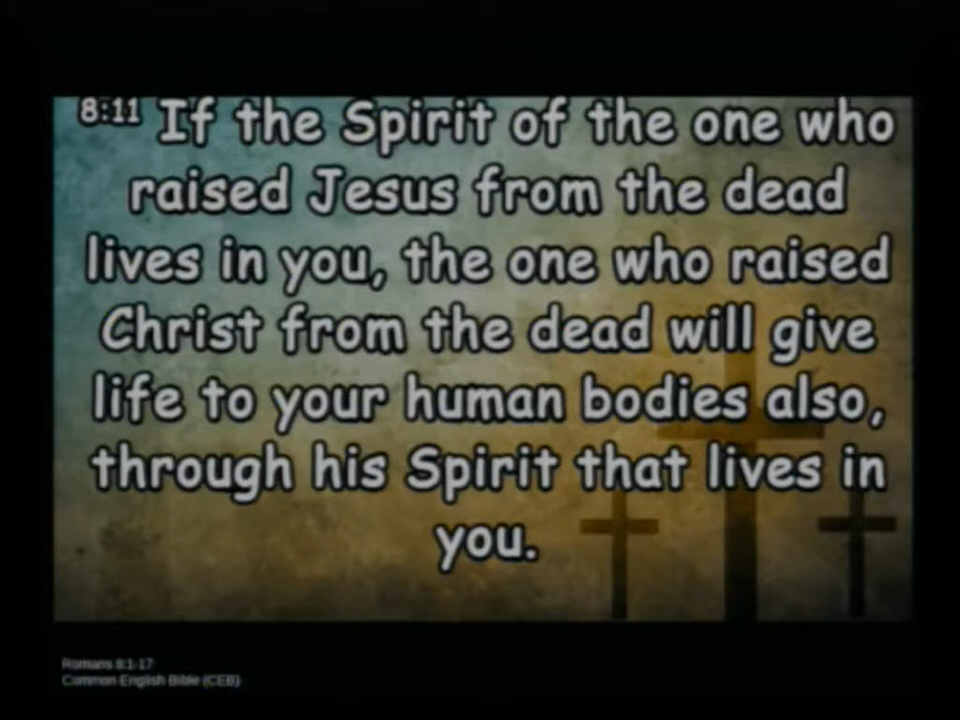 8:11 If the Spirit of the one who
raised Jesus from the dead
lives in you, the one who raised
Christ from the dead will give
life to your human bodies also,
through his Spirit that lives in
you.
Romans 8:1-17
Common English Bible (CEB)